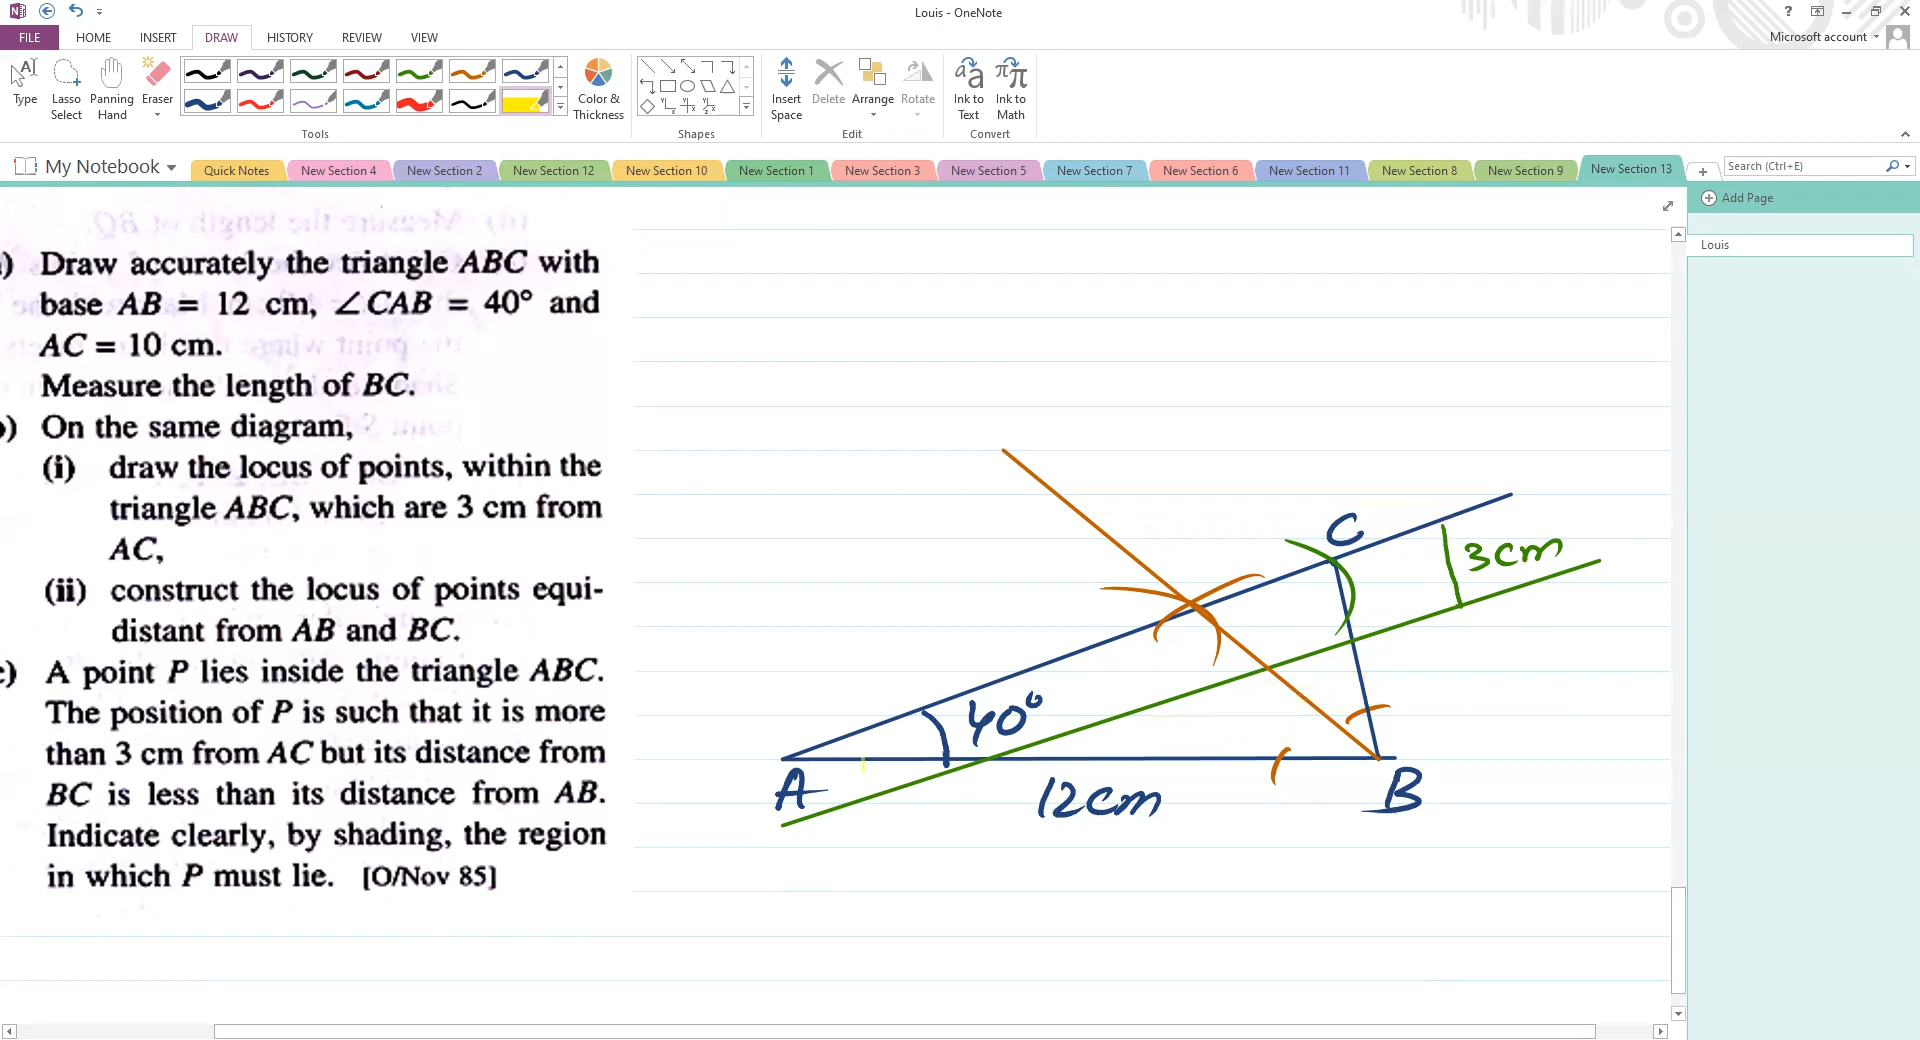 Louis - OneNote
?
FILE HOME INSERT DRAW HISTORY REVIEW VIEW
Microsoft account
Type
Lasso Select
Panning Hand
Eraser
Color & Thickness
Insert Space
Delete
Arrange
Rotate
Ink to Text
Ink to Math
Tools
Shapes
Edit
Convert
My Notebook
Quick Notes
New Section 4
New Section 2
New Section 12
New Section 10
New Section 1
New Section 3
New Section 5
New Section 7
New Section 6
New Section 11
New Section 8
New Section 9
New Section 13
Search (Ctrl+E)
Add Page
Louis
) Draw accurately the triangle ABC with
base AB = 12 cm, ∠CAB = 40° and
AC = 10 cm.
Measure the length of BC.
) On the same diagram,
(i) draw the locus of points, within the
triangle ABC, which are 3 cm from
AC,
(ii) construct the locus of points equi-
distant from AB and BC.
) A point P lies inside the triangle ABC.
The position of P is such that it is more
than 3 cm from AC but its distance from
BC is less than its distance from AB.
Indicate clearly, by shading, the region
in which P must lie. [O/Nov 85]
C
3cm
40°
A
12cm
B